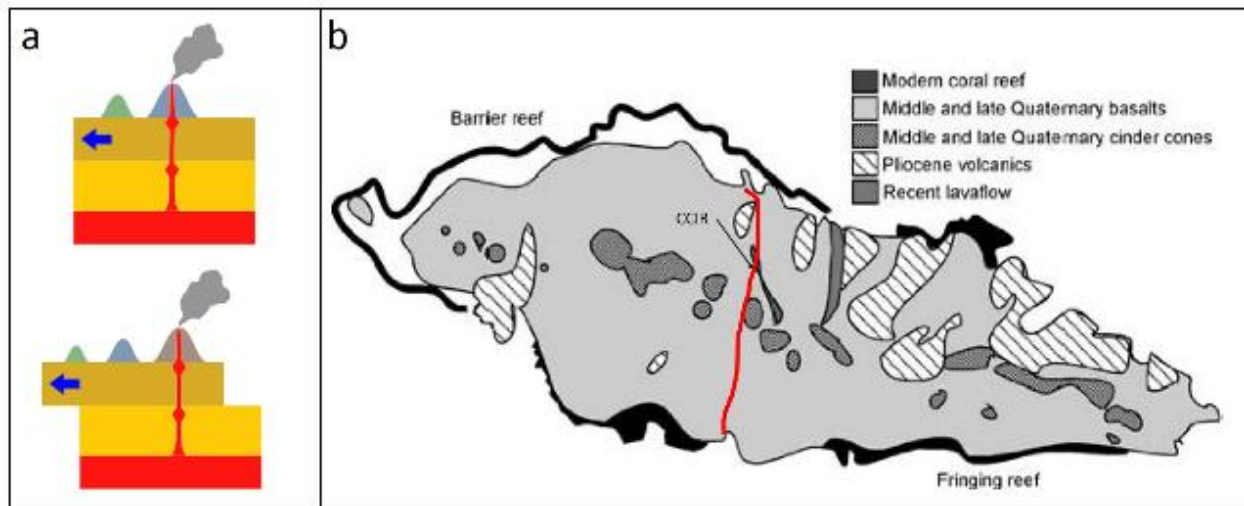 a
b
Modern coral reef
Middle and late Quaternary basalts
Middle and late Quaternary cinder cones
Pliocene volcanics
Recent lavaflow
Barrier reef
CCIR
Fringing reef